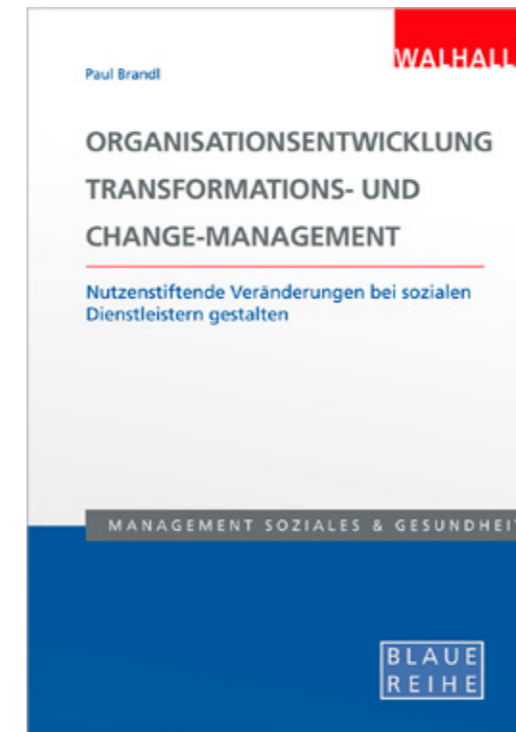 WALHALL
Paul Brandl
ORGANISATIONSENTWICKLUNG
TRANSFORMATIONS- UND
CHANGE-MANAGEMENT
Nutzenstiftende Veränderungen bei sozialen
Dienstleistern gestalten
MANAGEMENT SOZIALES & GESUNDHEIT
BLAUE
REIHE